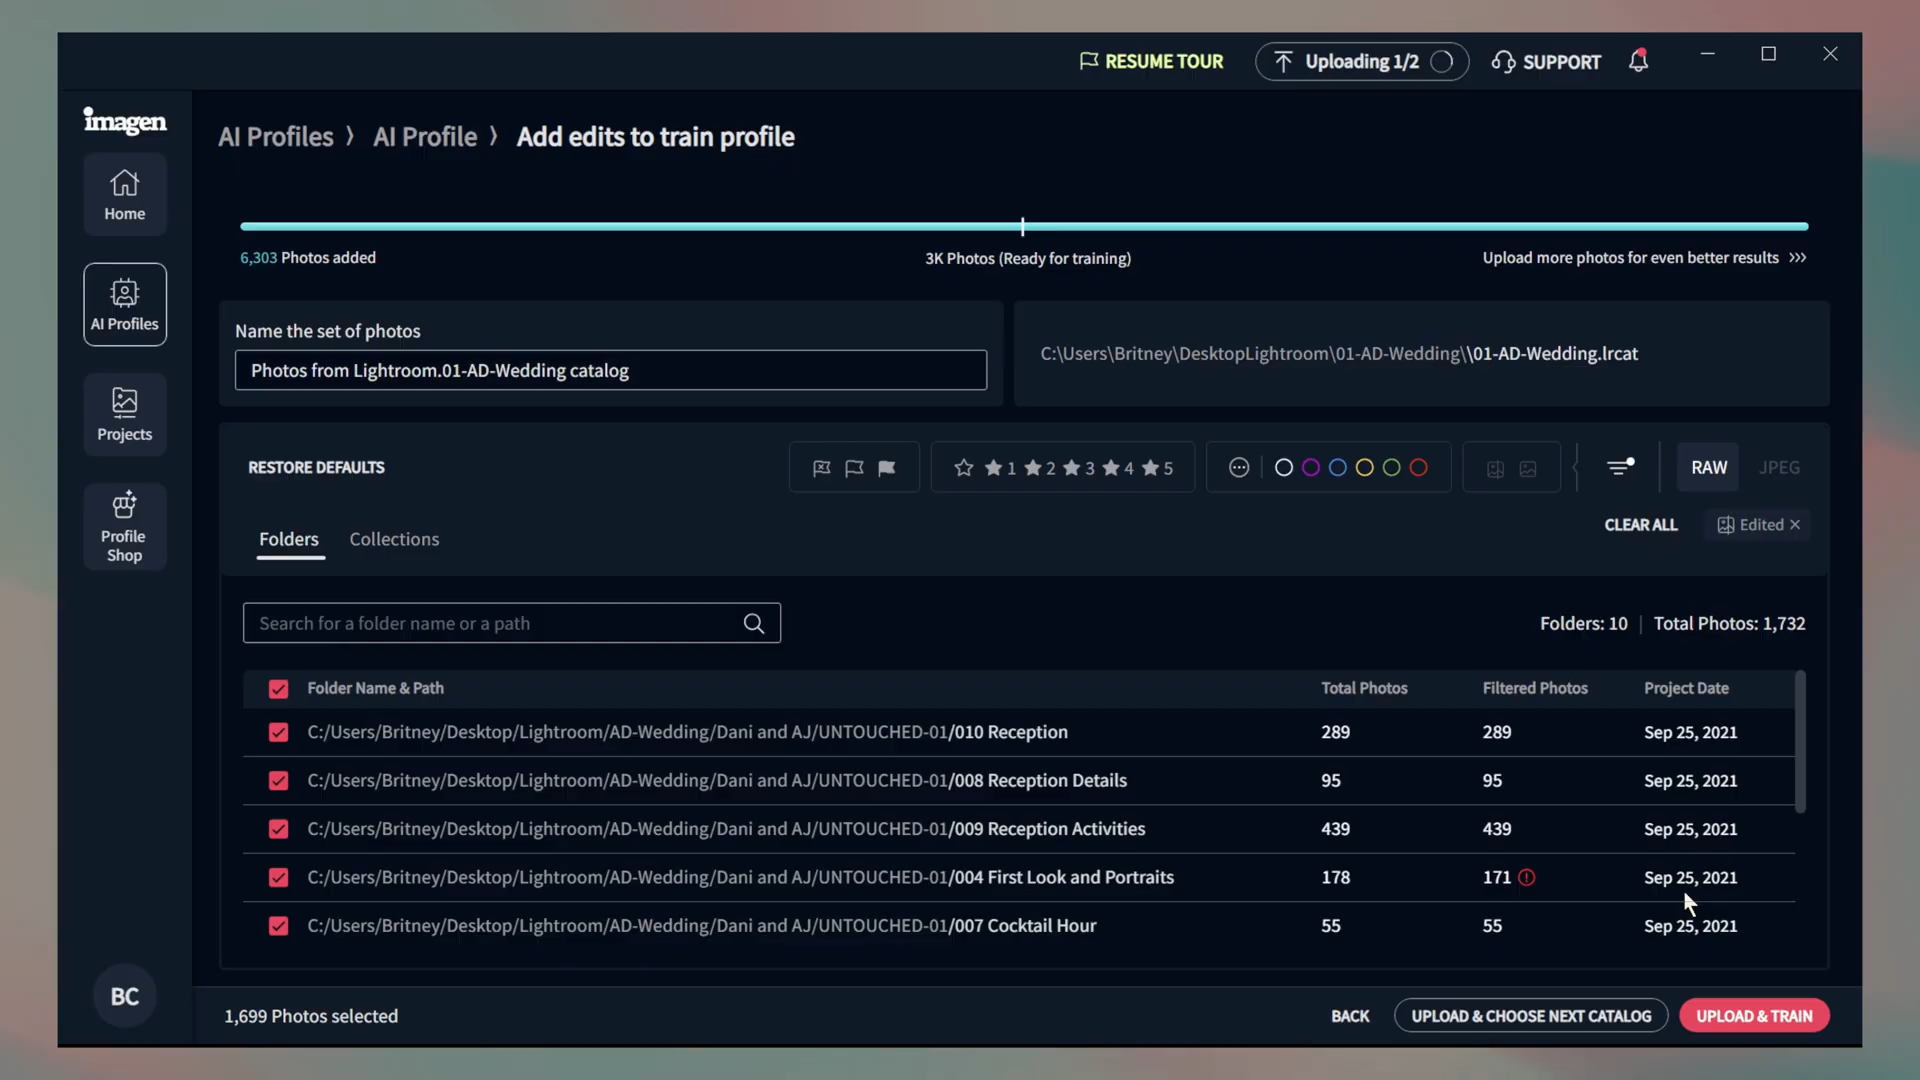 RESUME TOUR
Uploading 1/2
SUPPORT
imagen
AI Profiles 〉 AI Profile 〉 Add edits to train profile
Home
AI Profiles
Projects
Profile
Shop
6,303 Photos added
3K Photos (Ready for training)
Upload more photos for even better results >>>
Name the set of photos
Photos from Lightroom.01-AD-Wedding catalog
C:\Users\Britney\DesktopLightroom\01-AD-Wedding\\01-AD-Wedding.lrcat
RESTORE DEFAULTS
1 2 3 4 5
RAW
JPEG
CLEAR ALL
Edited ×
Folders
Collections
Search for a folder name or a path
Folders: 10 | Total Photos: 1,732
Folder Name & Path Total Photos Filtered Photos Project Date
C:/Users/Britney/Desktop/Lightroom/AD-Wedding/Dani and AJ/UNTOUCHED-01/010 Reception 289 289 Sep 25, 2021
C:/Users/Britney/Desktop/Lightroom/AD-Wedding/Dani and AJ/UNTOUCHED-01/008 Reception Details 95 95 Sep 25, 2021
C:/Users/Britney/Desktop/Lightroom/AD-Wedding/Dani and AJ/UNTOUCHED-01/009 Reception Activities 439 439 Sep 25, 2021
C:/Users/Britney/Desktop/Lightroom/AD-Wedding/Dani and AJ/UNTOUCHED-01/004 First Look and Portraits 178 171 Sep 25, 2021
C:/Users/Britney/Desktop/Lightroom/AD-Wedding/Dani and AJ/UNTOUCHED-01/007 Cocktail Hour 55 55 Sep 25, 2021
BC
1,699 Photos selected
BACK
UPLOAD & CHOOSE NEXT CATALOG
UPLOAD & TRAIN